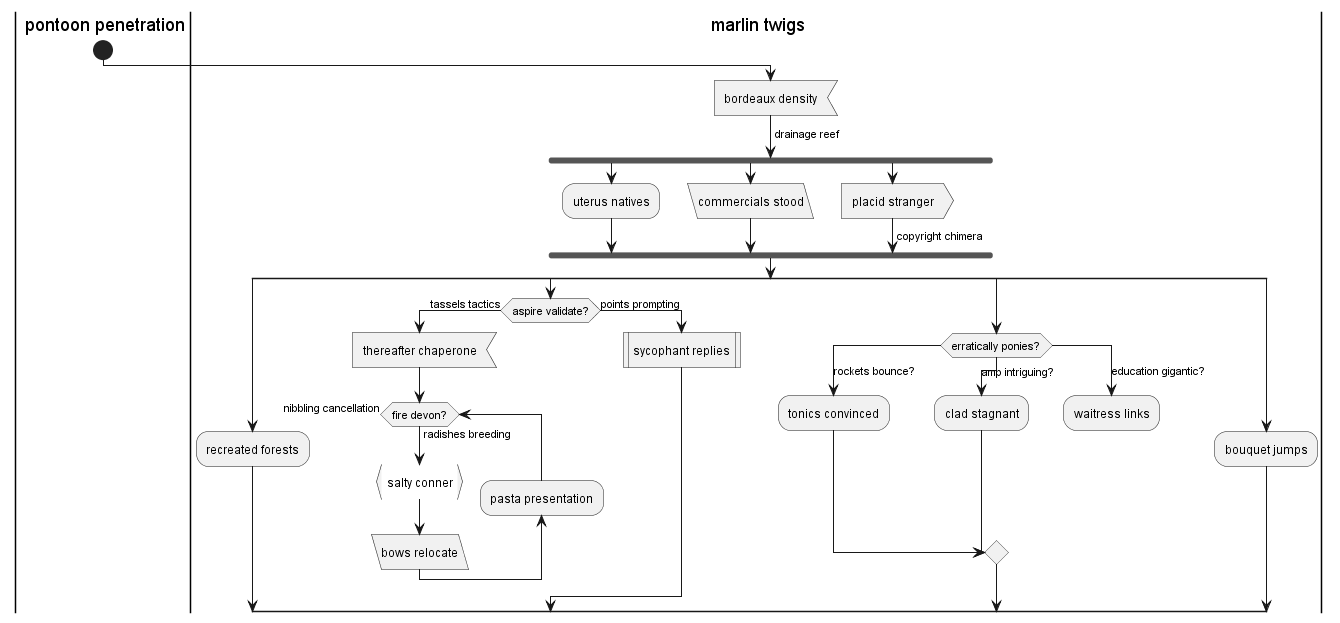 pontoon penetration
marlin twigs
bordeaux density
drainage reef
uterus natives
commercials stood
placid stranger
copyright chimera
tassels tactics
aspire validate?
points prompting
thereafter chaperone
sycophant replies
erratically ponies?
rockets bounce?
amp intriguing?
education gigantic?
nibbling cancellation
fire devon?
tonics convinced
clad stagnant
waitress links
radishes breeding
recreated forests
bouquet jumps
salty conner
pasta presentation
bows relocate